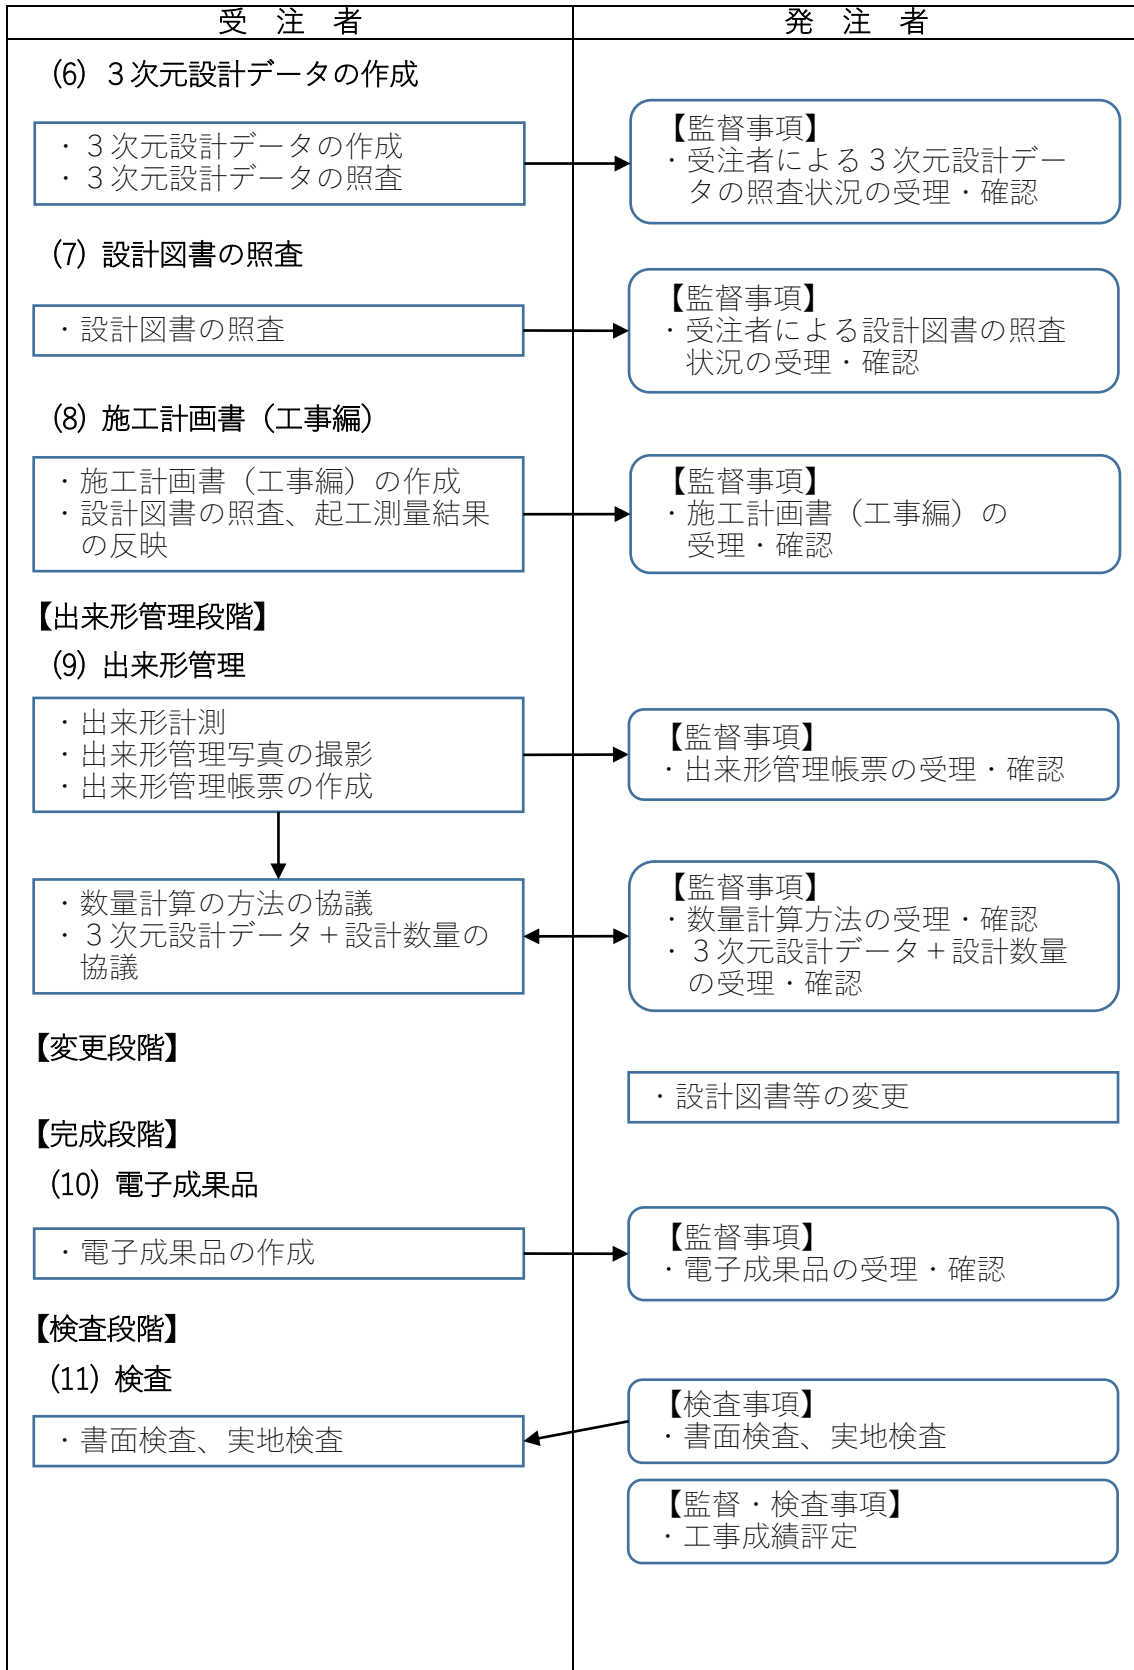 受　注　者
発　注　者
(6) ３次元設計データの作成
・３次元設計データの作成
・３次元設計データの照査
【監督事項】
・受注者による３次元設計デー
タの照査状況の受理・確認
(7) 設計図書の照査
・設計図書の照査
【監督事項】
・受注者による設計図書の照査
状況の受理・確認
(8) 施工計画書（工事編）
・施工計画書（工事編）の作成
・設計図書の照査、起工測量結果
の反映
【監督事項】
・施工計画書（工事編）の
受理・確認
【出来形管理段階】
(9) 出来形管理
・出来形計測
・出来形管理写真の撮影
・出来形管理帳票の作成
【監督事項】
・出来形管理帳票の受理・確認
・数量計算の方法の協議
・３次元設計データ＋設計数量の
協議
【監督事項】
・数量計算方法の受理・確認
・３次元設計データ＋設計数量
の受理・確認
【変更段階】
・設計図書等の変更
【完成段階】
(10) 電子成果品
・電子成果品の作成
【監督事項】
・電子成果品の受理・確認
【検査段階】
(11) 検査
・書面検査、実地検査
【検査事項】
・書面検査、実地検査
【監督・検査事項】
・工事成績評定